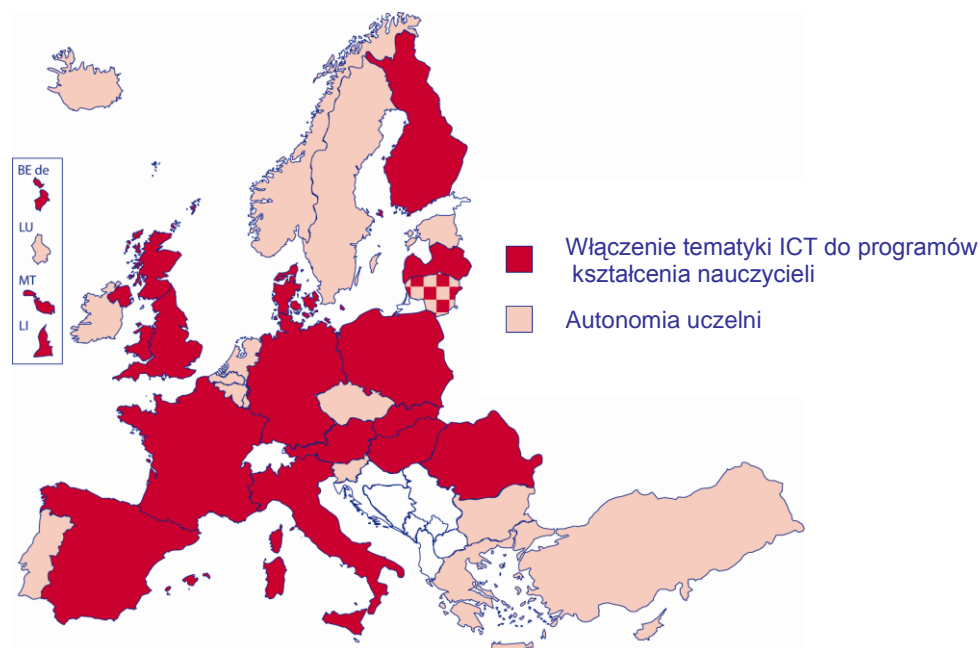 BE de
LU
MT
LI
Włączenie tematyki ICT do programów
kształcenia nauczycieli
Autonomia uczelni